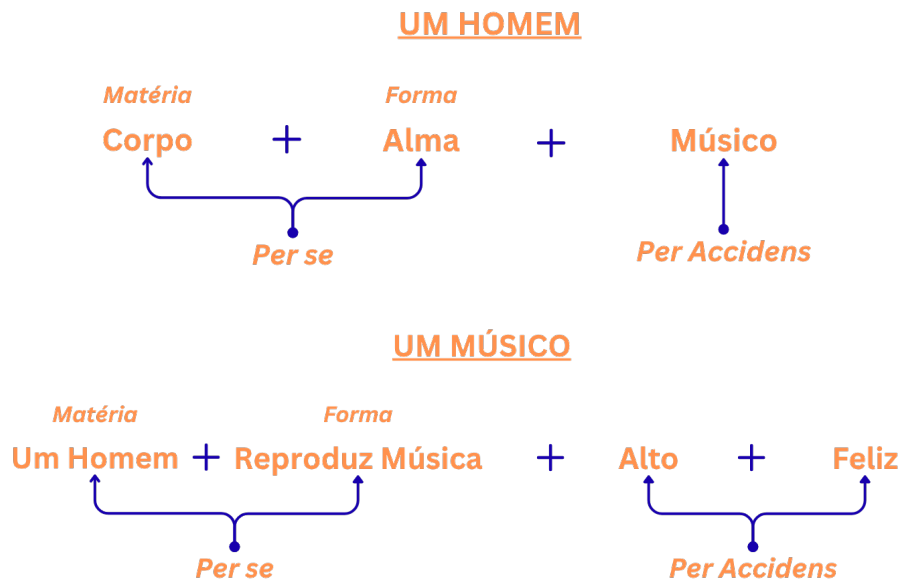 UM HOMEM
Matéria Forma
Corpo + Alma + Músico
Per se Per Accidens
UM MÚSICO
Matéria Forma
Um Homem + Reproduz Música + Alto + Feliz
Per se Per Accidens